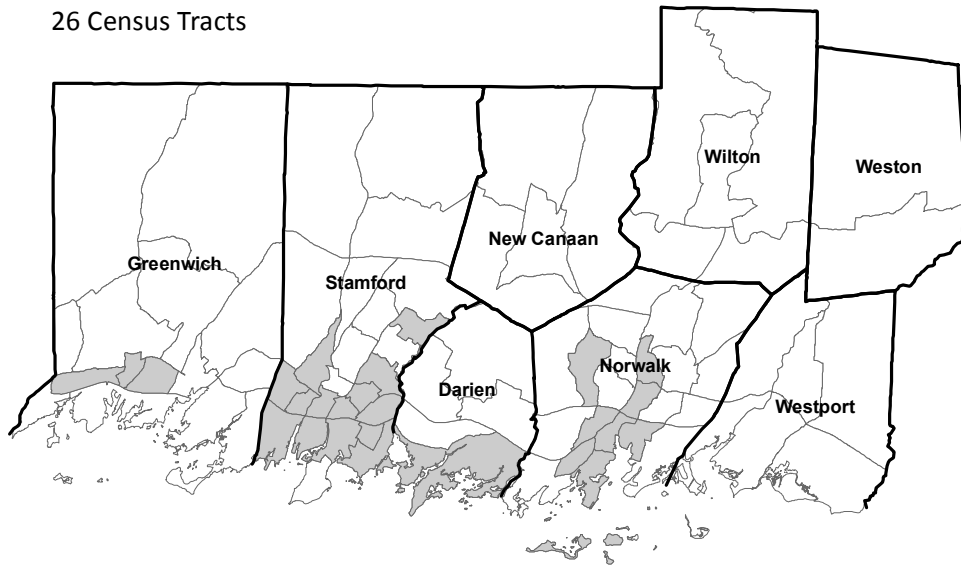 26 Census Tracts
Wilton
Weston
New Canaan
Greenwich
Stamford
Norwalk
Darien
Westport